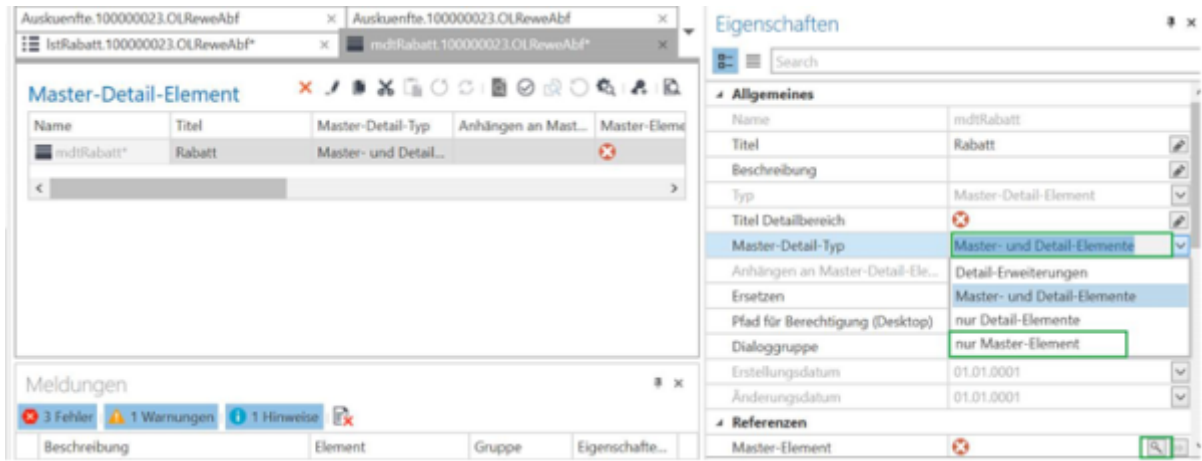 Auskuenfte.100000023.OLReweAbf
Auskuenfte.100000023.OLReweAbf
lstRabatt.100000023.OLReweAbf*
mdtRabatt.100000023.OLReweAbf*
Master-Detail-Element
Name Titel Master-Detail-Typ Anhängen an Mast... Master-Eleme
mdtRabatt* Rabatt Master- und Detail...
Meldungen
3 Fehler 1 Warnungen 1 Hinweise
Beschreibung Element Gruppe Eigenschafte...
Eigenschaften
Search
Allgemeines
Name mdtRabatt
Titel Rabatt
Beschreibung
Typ Master-Detail-Element
Titel Detailbereich
Master-Detail-Typ Master- und Detail-Elemente
Anhängen an Master-Detail-Ele... Detail-Erweiterungen
Ersetzen Master- und Detail-Elemente
Pfad für Berechtigung (Desktop) nur Detail-Elemente
Dialoggruppe nur Master-Element
Erstellungsdatum 01.01.0001
Änderungsdatum 01.01.0001
Referenzen
Master-Element